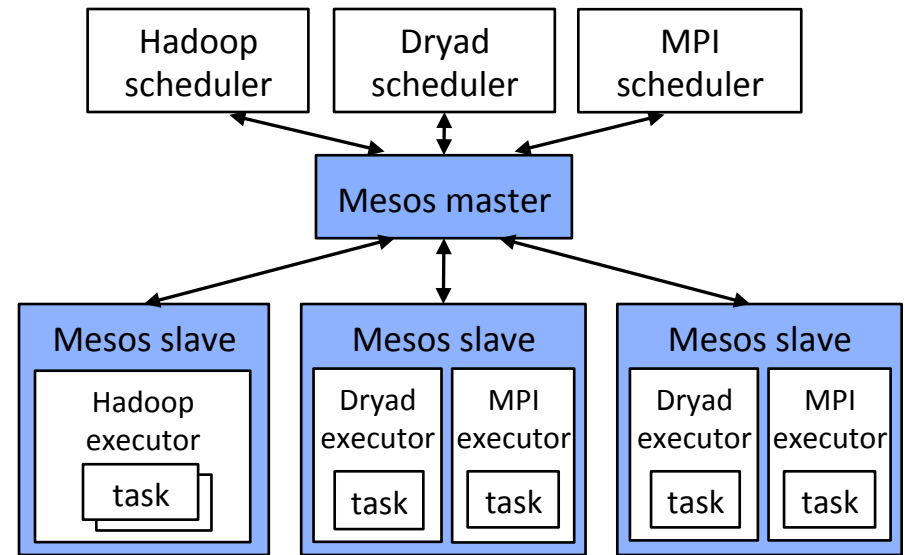 Hadoop
scheduler
Dryad
scheduler
MPI
scheduler
Mesos master
Mesos slave
Hadoop
executor
task
Mesos slave
Dryad
executor
task
MPI
executor
task
Mesos slave
Dryad
executor
task
MPI
executor
task